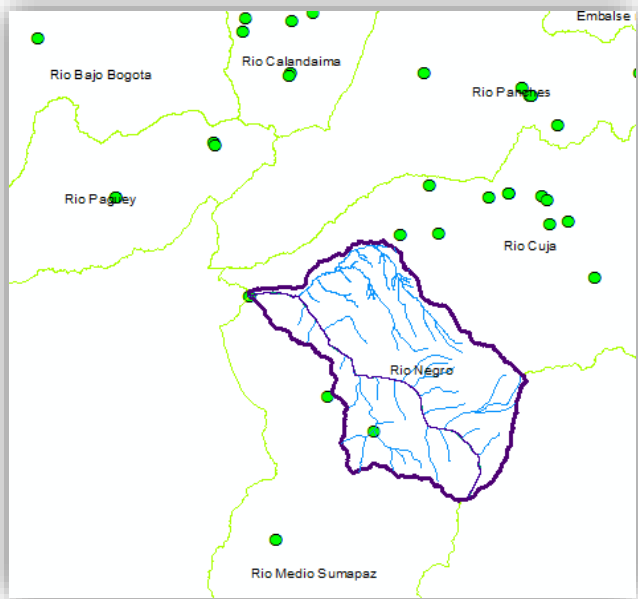 Embalse
Rio Calandaima
Rio Bajo Bogota
Rio Panches
Rio Paguey
Rio Cuja
Rio Negro
Rio Medio Sumapaz